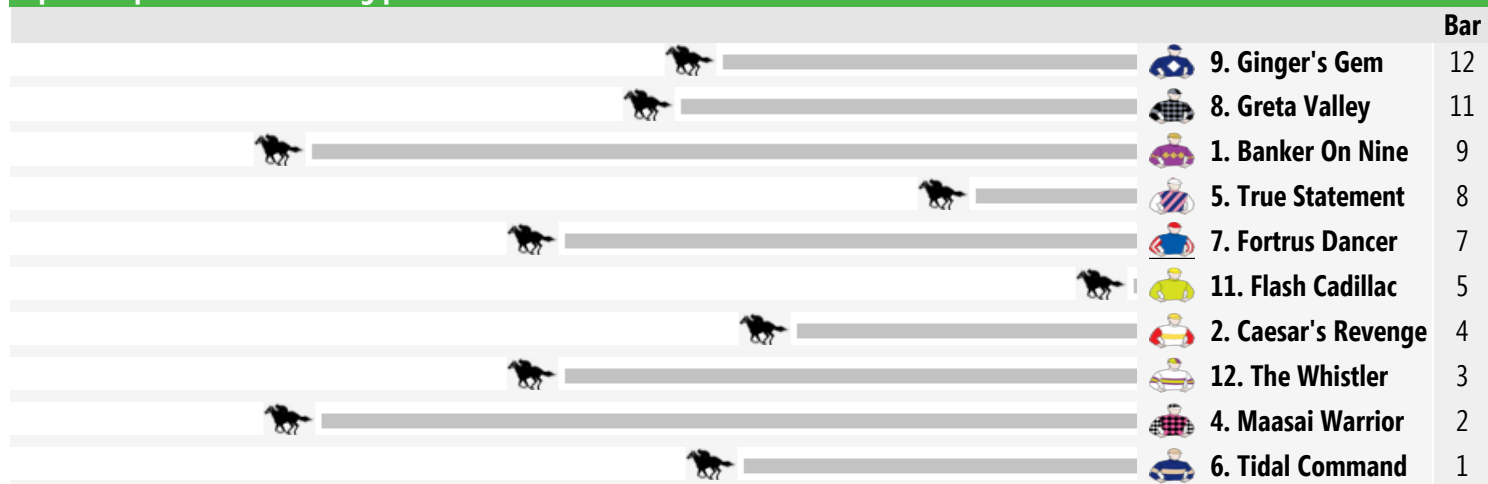 Bar
9. Ginger's Gem 12
8. Greta Valley 11
1. Banker On Nine 9
5. True Statement 8
7. Fortrus Dancer 7
11. Flash Cadillac 5
2. Caesar's Revenge 4
12. The Whistler 3
4. Maasai Warrior 2
6. Tidal Command 1